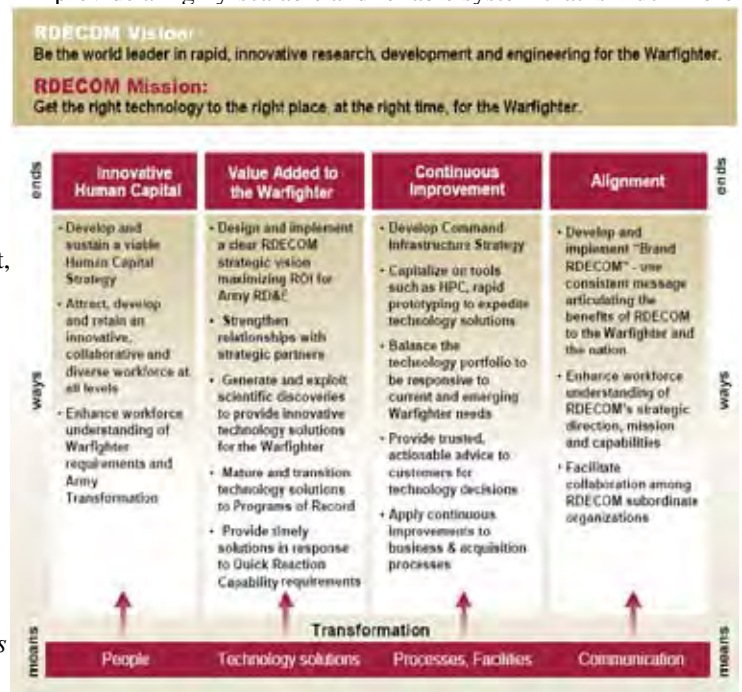 RDECOM Vision:
Be the world leader in rapid, innovative research, development and engineering for the Warfighter.
RDECOM Mission:
Get the right technology to the right place, at the right time, for the Warfighter.
ends
Innovative
Human Capital
Value Added to
the Warfighter
Continuous
Improvement
Alignment
ends
ways
• Develop and
sustain a viable
Human Capital
Strategy
• Attract, develop
and retain an
innovative,
collaborative and
diverse workforce at
all levels
• Enhance workforce
understanding of
Warfighter
requirements and
Army
Transformation
• Design and implement
a clear RDECOM
strategic vision
maximizing ROI for
Army RD&E
• Strengthen
relationships with
strategic partners
• Generate and exploit
scientific discoveries
to provide innovative
technology solutions
for the Warfighter
• Mature and transition
technology solutions
to Programs of Record
• Provide timely
solutions in response
to Quick Reaction
Capability requirements
• Develop Command
Infrastructure Strategy
• Capitalize on tools
such as HPC, rapid
prototyping to expedite
technology solutions
• Balance the
technology portfolio to
be responsive to
current and emerging
Warfighter needs
• Provide trusted,
actionable advice to
customers for
technology decisions
• Apply continuous
improvements to
business & acquisition
processes
• Develop and
implement "Brand
RDECOM" - use
consistent message
articulating the
benefits of RDECOM
to the Warfighter and
the nation
• Enhance workforce
understanding of
RDECOM's strategic
direction, mission
and capabilities
• Facilitate
collaboration among
RDECOM subordinate
organizations
ways
Transformation
means
People
Technology solutions
Processes, Facilities
Communication
means